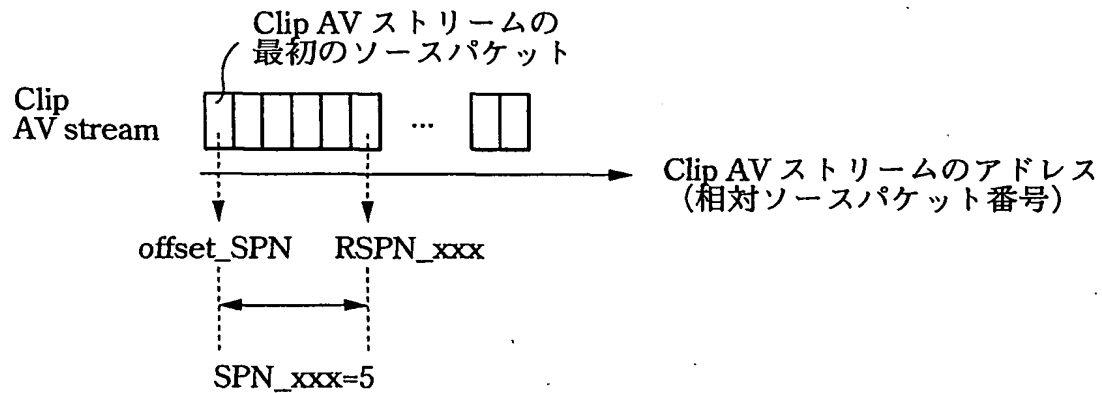 Clip AV ストリームの
最初のソースパケット
Clip
AV stream
...
Clip AV ストリームのアドレス
(相対ソースパケット番号)
offset_SPN RSPN_xxx
SPN_xxx=5